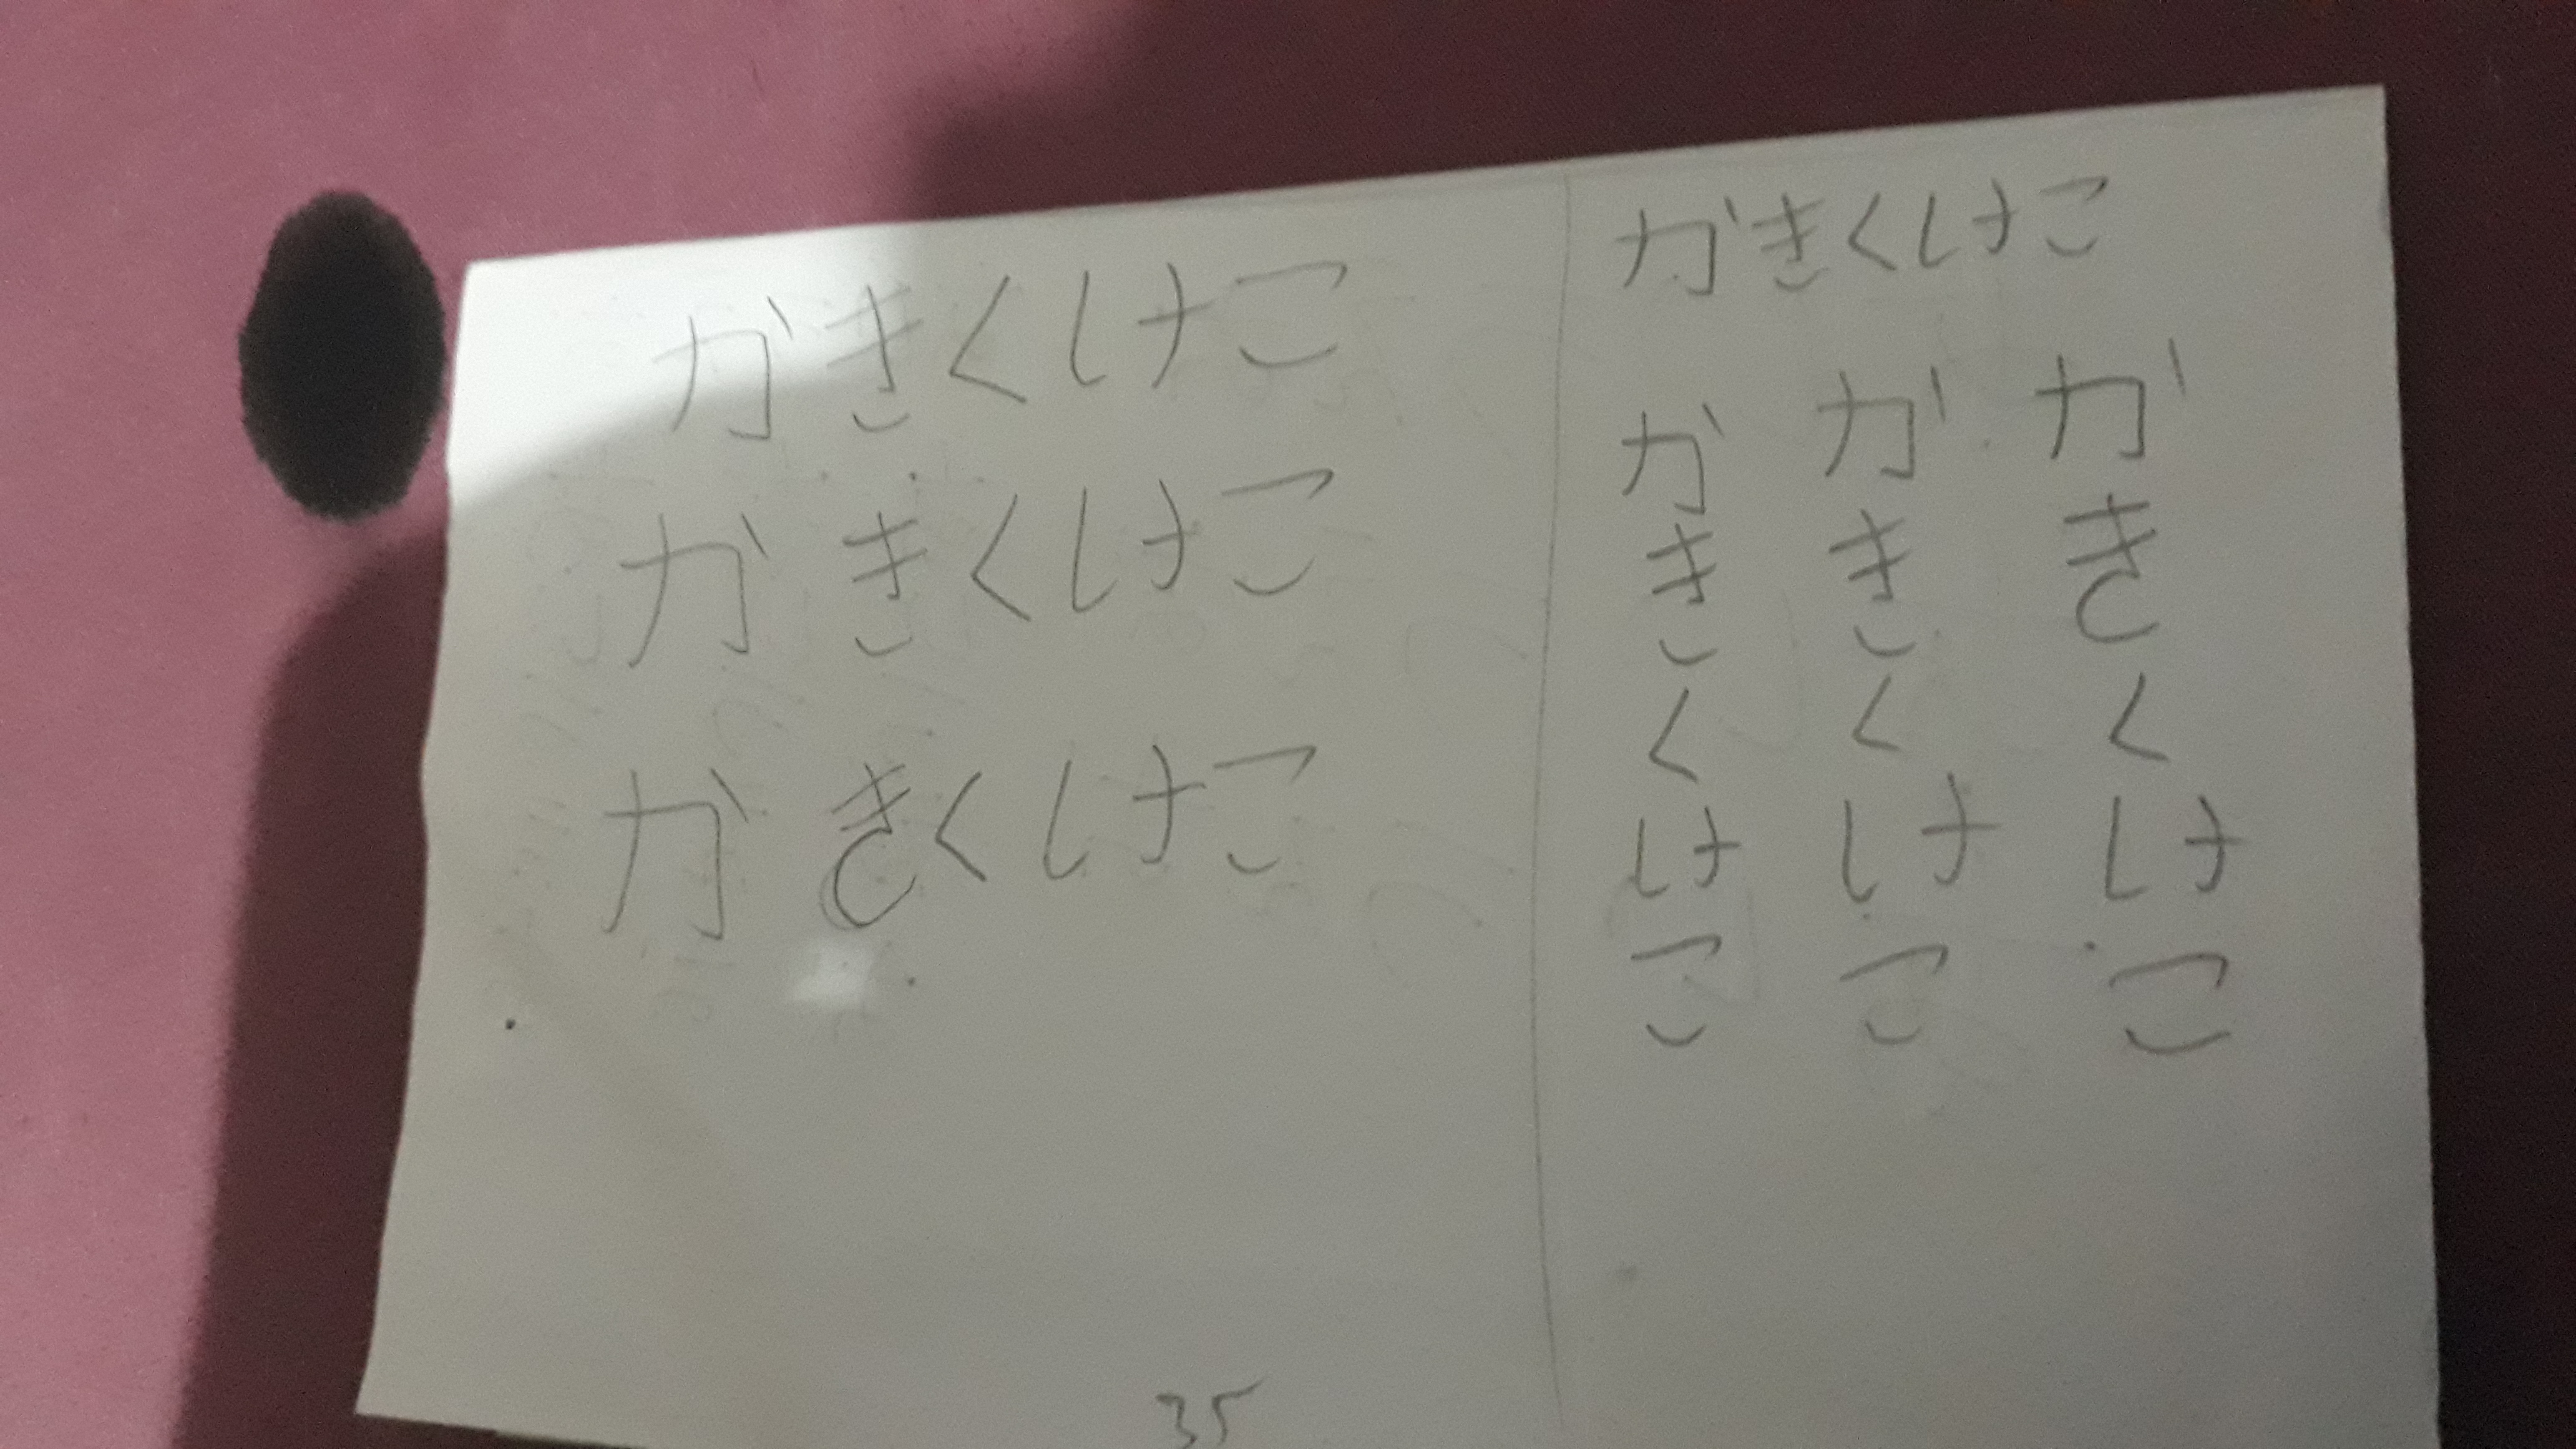 かきくけこ
かきくけこ
かきくけこ
かきくけこ
か か か
き き き
く く く
け け け
こ こ こ
35